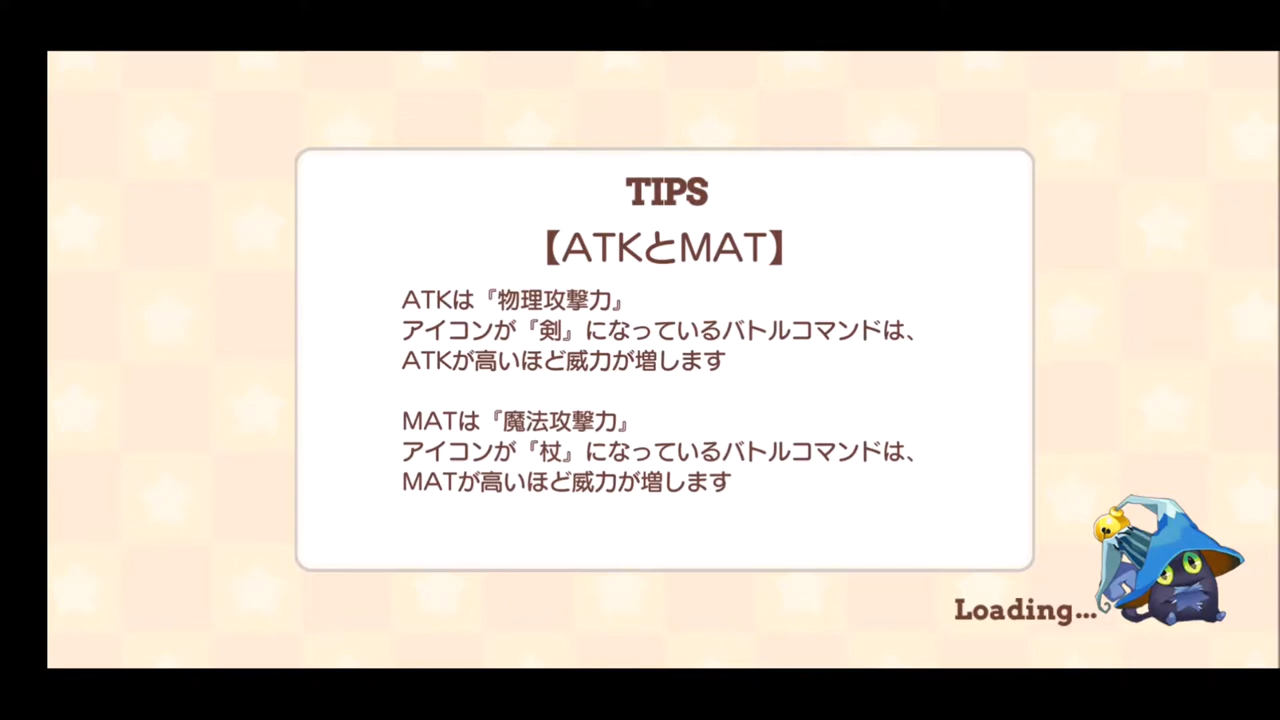 TIPS
【ATKとMAT】
ATKは『物理攻撃力』
アイコンが『剣』になっているバトルコマンドは、
ATKが高いほど威力が増します
MATは『魔法攻撃力』
アイコンが『杖』になっているバトルコマンドは、
MATが高いほど威力が増します
Loading...